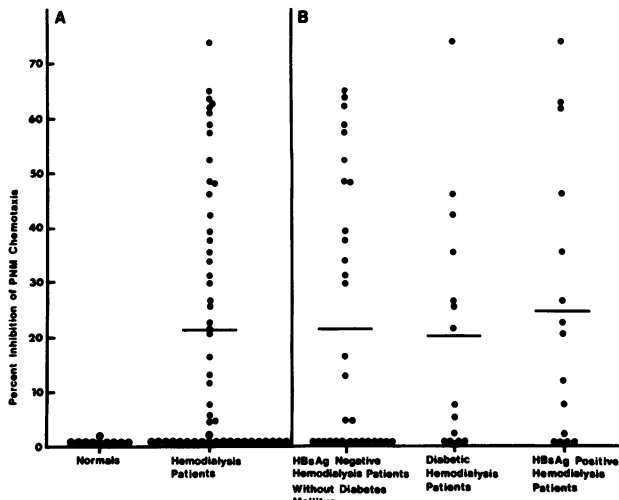 A
B
70
60
50
40
30
20
10
0
Percent Inhibition of PNM Chemotaxis
Normals
Hemodialysis
Patients
HBsAg Negative
Hemodialysis Patients
Without Diabetes
Diabetic
Hemodialysis
Patients
HBsAg Positive
Hemodialysis
Patients